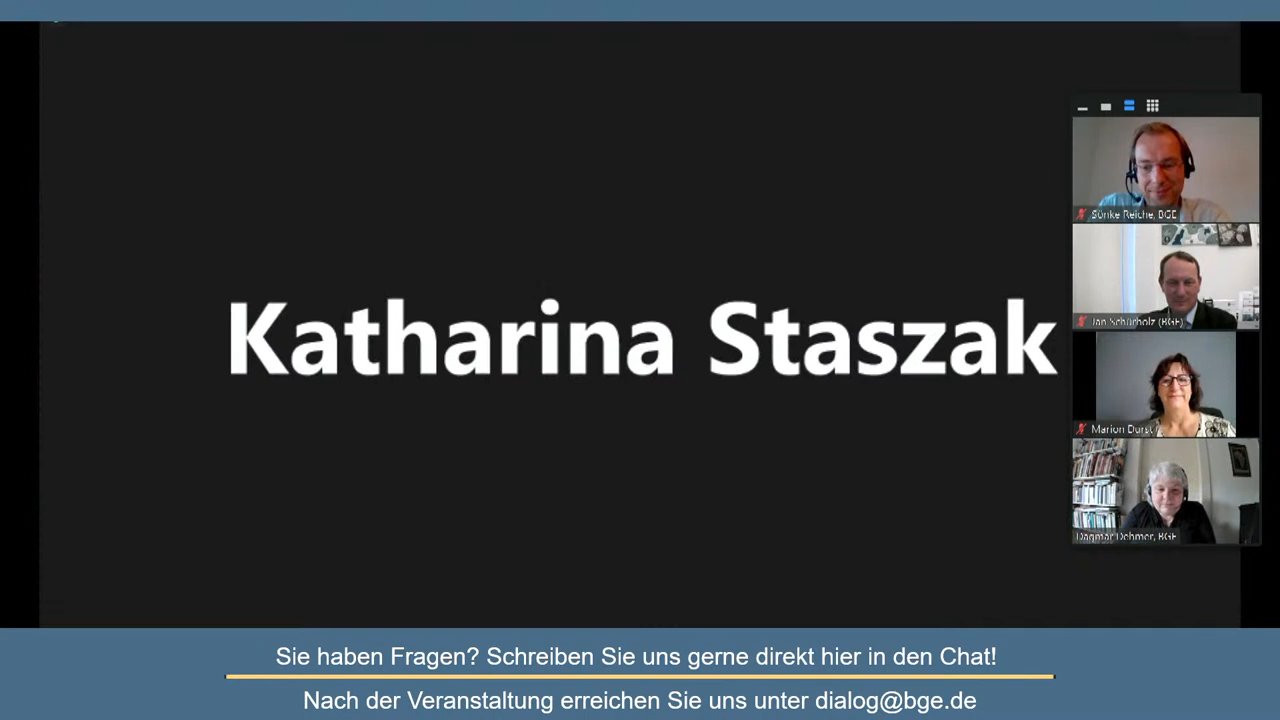 Katharina Staszak
Sönke Reiche, BGE
Jan Schürholz (BGE)
Marion Durst
Dagmar Dehmer, BGE
Sie haben Fragen? Schreiben Sie uns gerne direkt hier in den Chat!
Nach der Veranstaltung erreichen Sie uns unter dialog@bge.de